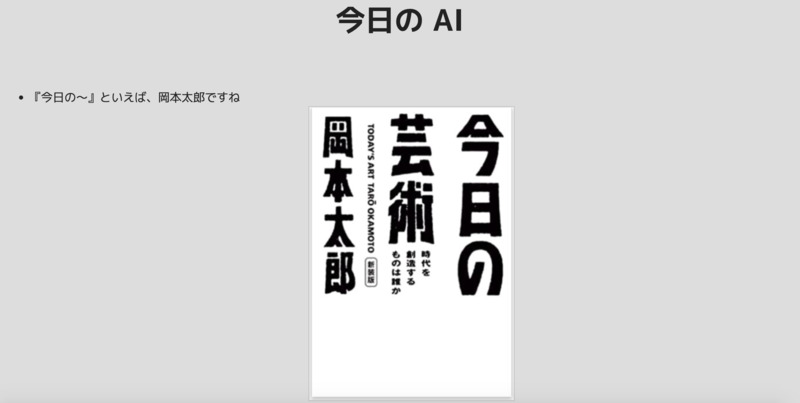 今日の AI
『今日の〜』といえば、岡本太郎ですね
今日の
芸術
時代を
創造する
ものは誰か
TODAY'S ART TARŌ OKAMOTO
新装版
岡本太郎